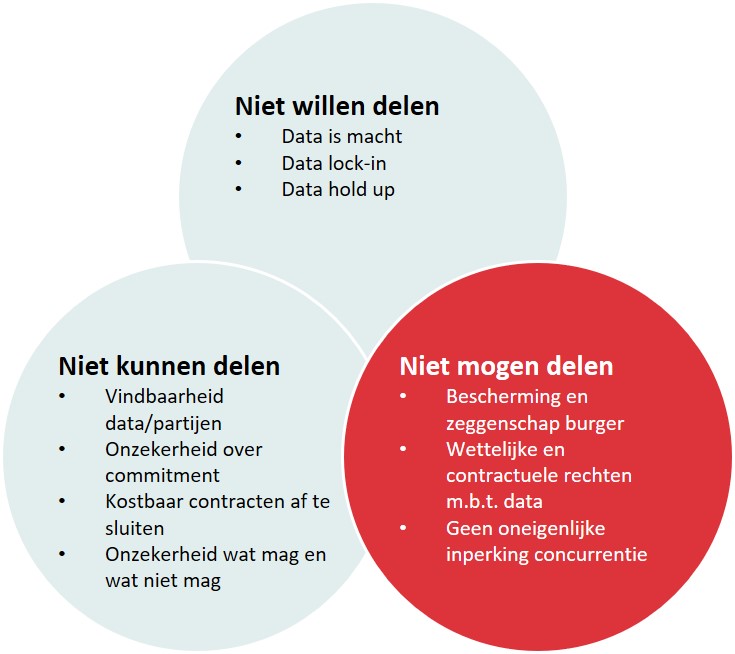 Niet willen delen
• Data is macht
• Data lock-in
• Data hold up
Niet kunnen delen
• Vindbaarheid
data/partijen
• Onzekerheid over
commitment
• Kostbaar contracten af te
sluiten
• Onzekerheid wat mag en
wat niet mag
Niet mogen delen
• Bescherming en
zeggenschap burger
• Wettelijke en
contractuele rechten
m.b.t. data
• Geen oneigenlijke
inperking concurrentie